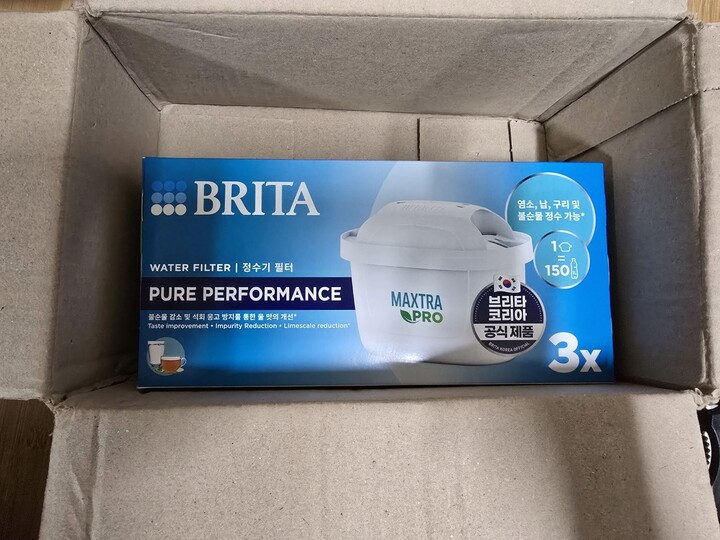 BRITA
WATER FILTER | 정수기 필터
PURE PERFORMANCE
불순물 감소 및 석회 응고 방지를 통한 물 맛의 개선*
Taste improvement • Impurity Reduction • Limescale reduction*
MAXTRA
PRO
염소, 납, 구리 및
불순물 정수 가능*
1
=
150
브리타
코리아
공식 제품
BRITA KOREA OFFICIAL
3x